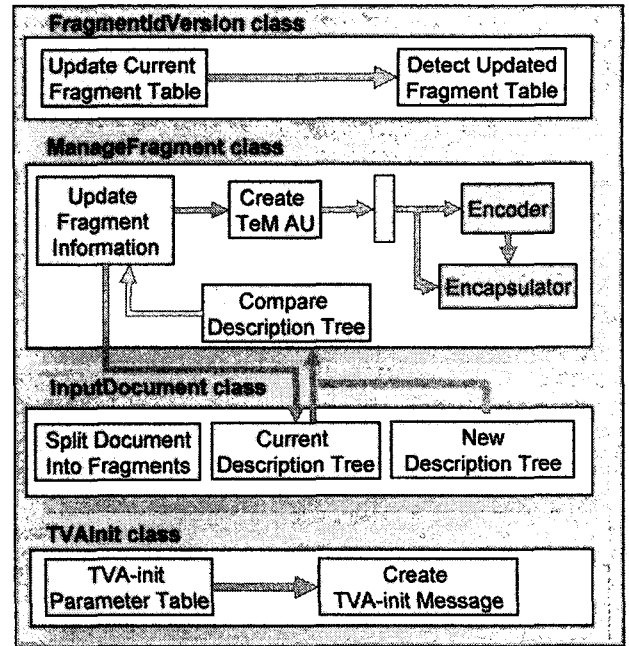 FragmentIdVersion class
Update Current
Fragment Table
Detect Updated
Fragment Table
ManageFragment class
Update
Fragment
Information
Create
TeM AU
Encoder
Encapsulator
Compare
Description Tree
InputDocument class
Split Document
Into Fragments
Current
Description Tree
New
Description Tree
TVAInit class
TVA-init
Parameter Table
Create
TVA-init Message